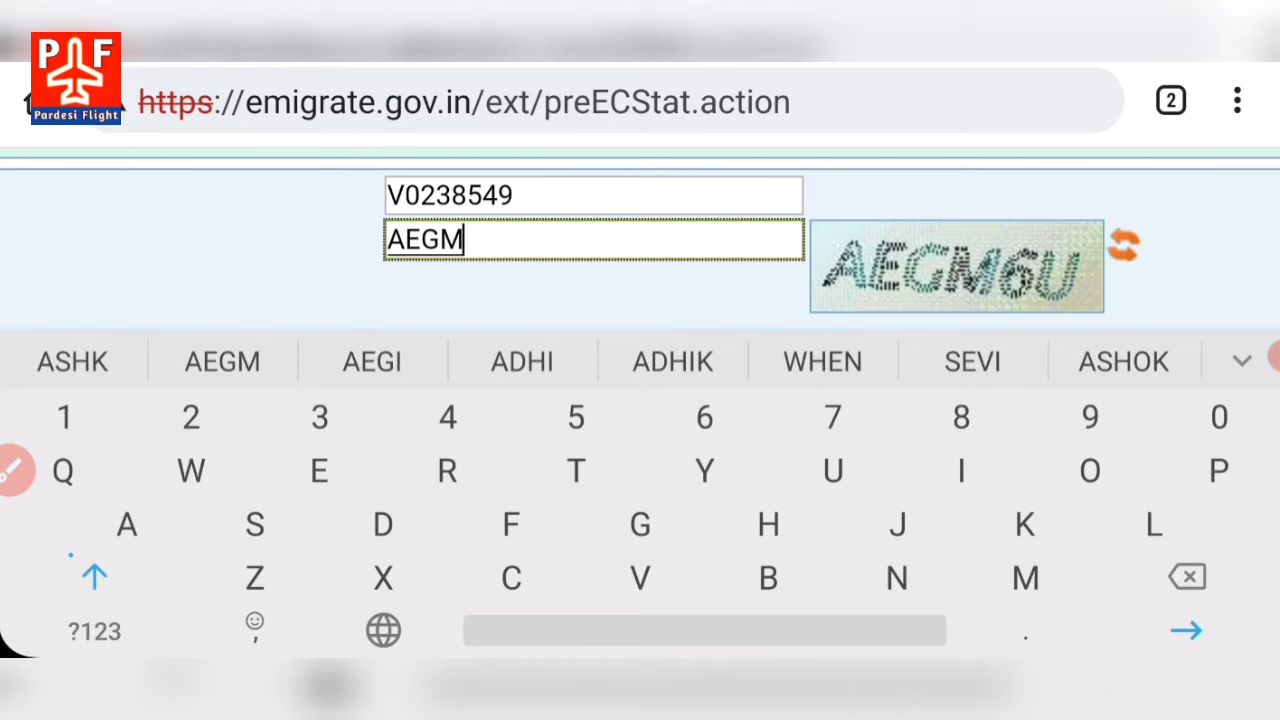 P F
Pardesi Flight
https://emigrate.gov.in/ext/preECStat.action
2
V0238549
AEGM
AEGM6U
ASHK AEGM AEGI ADHI ADHIK WHEN SEVI ASHOK
1 2 3 4 5 6 7 8 9 0
Q W E R T Y U I O P
A S D F G H J K L
Z X C V B N M
?123 , .